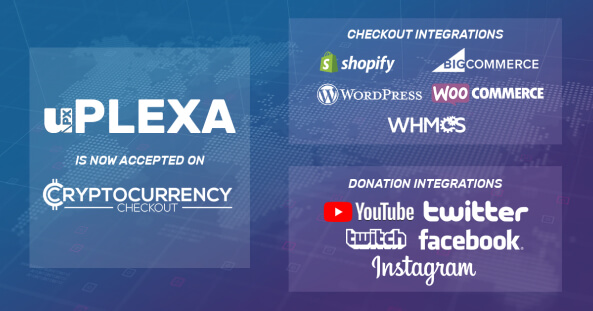 uPLEXA
UPX
IS NOW ACCEPTED ON
CRYPTOCURRENCY
CHECKOUT
CHECKOUT INTEGRATIONS
shopify
BIGCOMMERCE
WORDPRESS
WOO COMMERCE
WHMCS
DONATION INTEGRATIONS
YouTube
twitter
twitch
facebook®
Instagram